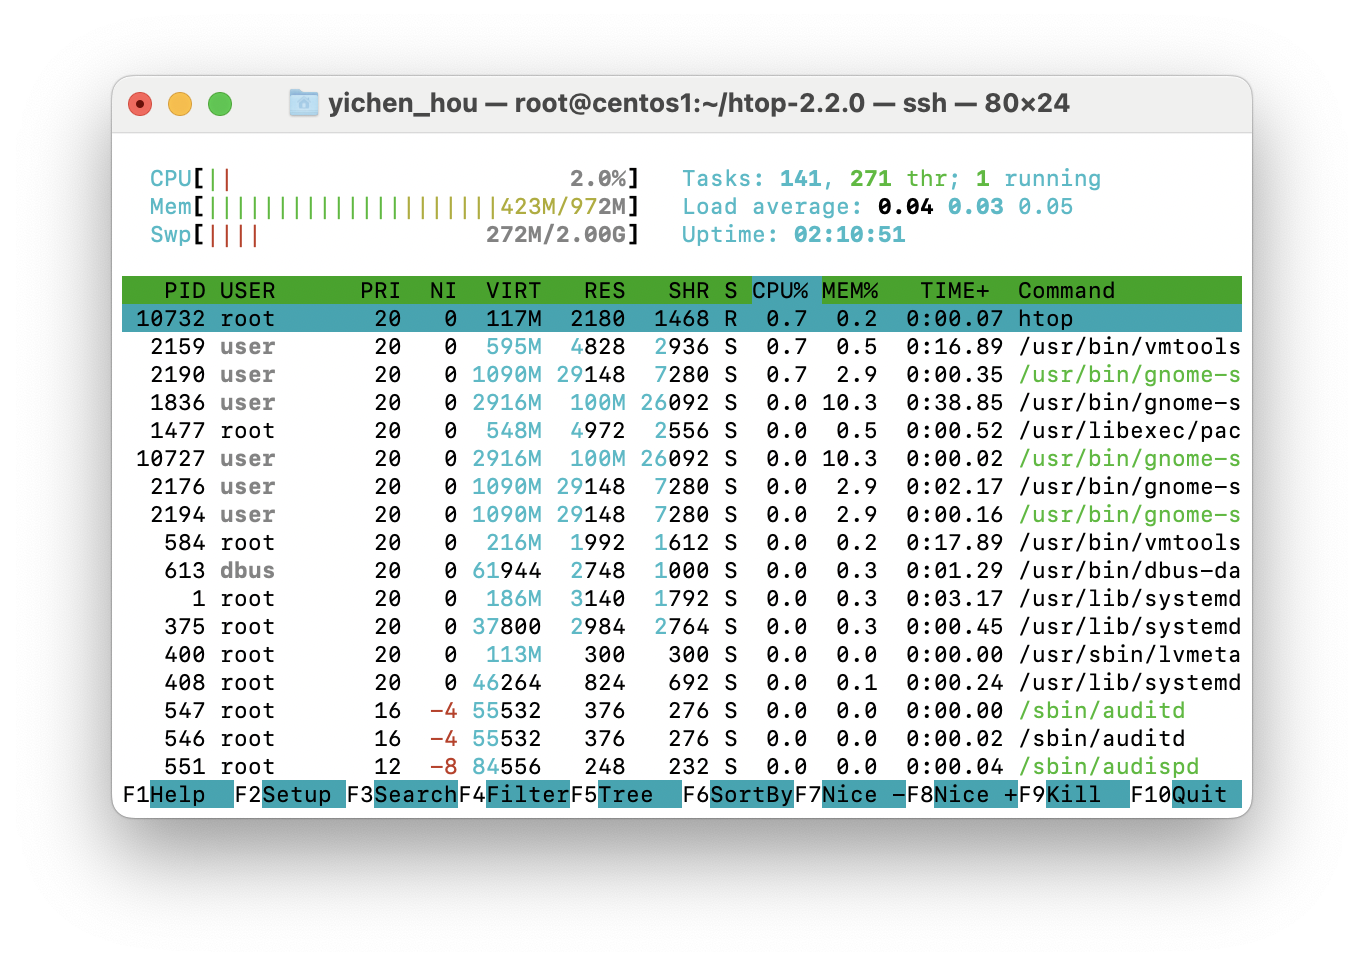 yichen_hou — root@centos1:~/htop-2.2.0 — ssh — 80×24
CPU[|| 2.0%] Tasks: 141, 271 thr; 1 running
Mem[|||||||||||||||||||||423M/972M] Load average: 0.04 0.03 0.05
Swp[|||| 272M/2.00G] Uptime: 02:10:51
PID USER PRI NI VIRT RES SHR S CPU% MEM% TIME+ Command
10732 root 20 0 117M 2180 1468 R 0.7 0.2 0:00.07 htop
2159 user 20 0 595M 4828 2936 S 0.7 0.5 0:16.89 /usr/bin/vmtools
2190 user 20 0 1090M 29148 7280 S 0.7 2.9 0:00.35 /usr/bin/gnome-s
1836 user 20 0 2916M 100M 26092 S 0.0 10.3 0:38.85 /usr/bin/gnome-s
1477 root 20 0 548M 4972 2556 S 0.0 0.5 0:00.52 /usr/libexec/pac
10727 user 20 0 2916M 100M 26092 S 0.0 10.3 0:00.02 /usr/bin/gnome-s
2176 user 20 0 1090M 29148 7280 S 0.0 2.9 0:02.17 /usr/bin/gnome-s
2194 user 20 0 1090M 29148 7280 S 0.0 2.9 0:00.16 /usr/bin/gnome-s
584 root 20 0 216M 1992 1612 S 0.0 0.2 0:17.89 /usr/bin/vmtools
613 dbus 20 0 61944 2748 1000 S 0.0 0.3 0:01.29 /usr/bin/dbus-da
1 root 20 0 186M 3140 1792 S 0.0 0.3 0:03.17 /usr/lib/systemd
375 root 20 0 37800 2984 2764 S 0.0 0.3 0:00.45 /usr/lib/systemd
400 root 20 0 113M 300 300 S 0.0 0.0 0:00.00 /usr/sbin/lvmeta
408 root 20 0 46264 824 692 S 0.0 0.1 0:00.24 /usr/lib/systemd
547 root 16 -4 55532 376 276 S 0.0 0.0 0:00.00 /sbin/auditd
546 root 16 -4 55532 376 276 S 0.0 0.0 0:00.02 /sbin/auditd
551 root 12 -8 84556 248 232 S 0.0 0.0 0:00.04 /sbin/audispd
F1Help F2Setup F3SearchF4FilterF5Tree F6SortByF7Nice -F8Nice +F9Kill F10Quit